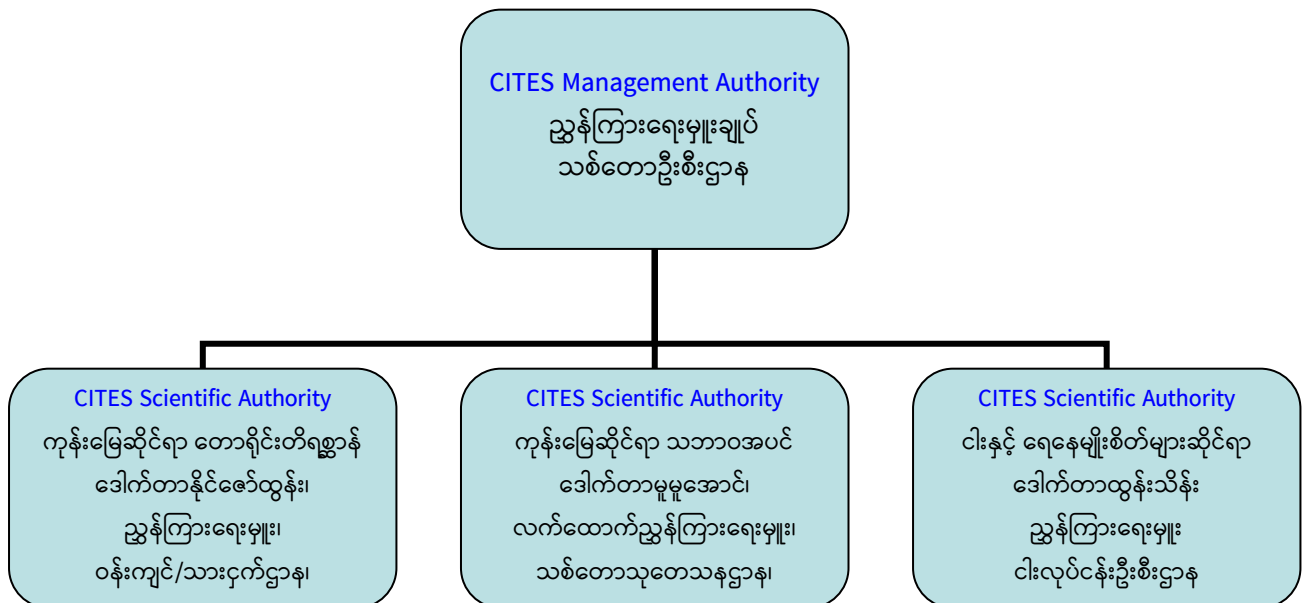 CITES Management Authority
ညွှန်ကြားရေးမှူးချုပ်
သစ်တောဦးစီးဌာန
CITES Scientific Authority
ကုန်းမြေဆိုင်ရာ တောရိုင်းတိရစ္ဆာန်
ဒေါက်တာနိုင်ဇော်ထွန်း၊
ညွှန်ကြားရေးမှူး၊
ဝန်းကျင်/သားငှက်ဌာန၊
CITES Scientific Authority
ကုန်းမြေဆိုင်ရာ သဘာဝအပင်
ဒေါက်တာမူမူအောင်၊
လက်ထောက်ညွှန်ကြားရေးမှူး၊
သစ်တောသုတေသနဌာန၊
CITES Scientific Authority
ငါးနှင့် ရေနေမျိုးစိတ်များဆိုင်ရာ
ဒေါက်တာထွန်းသိန်း
ညွှန်ကြားရေးမှူး
ငါးလုပ်ငန်းဦးစီးဌာန